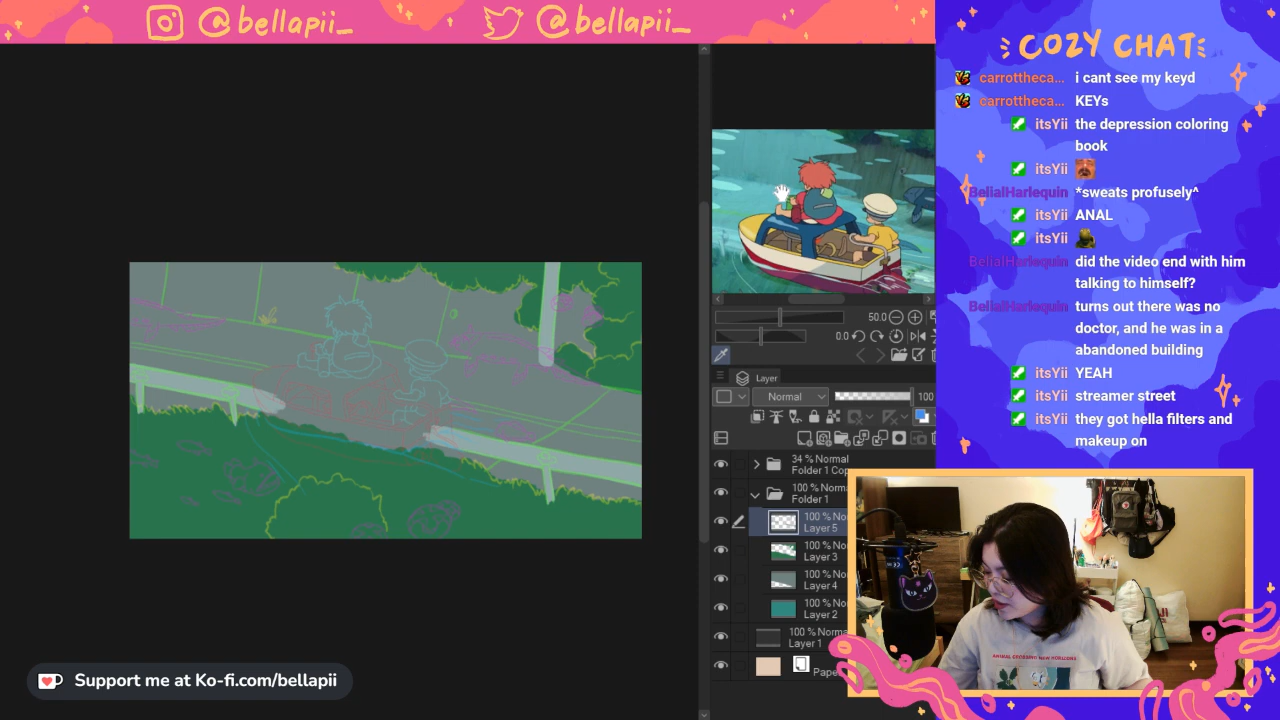 @bellapii_
@bellapii_
COZY CHAT
carrottheca... i cant see my keyd
carrottheca... KEYs
itsYii the depression coloring
book
itsYii
BelialHarlequin *sweats profusely^
itsYii ANAL
itsYii
BelialHarlequin did the video end with him
talking to himself?
BelialHarlequin turns out there was no
doctor, and he was in a
abandoned building
itsYii YEAH
itsYii streamer street
itsYii they got hella filters and
makeup on
50.0
0.0
Layer
Normal 100
34 % Normal
Folder 1 Cop
100 % Norma
Folder 1
100 % No
Layer 5
100 % No
Layer 3
100 % No
Layer 4
100 % No
Layer 2
100 % Norma
Layer 1
Pape
ANIMAL CROSSING NEW HORIZONS
Support me at Ko-fi.com/bellapii